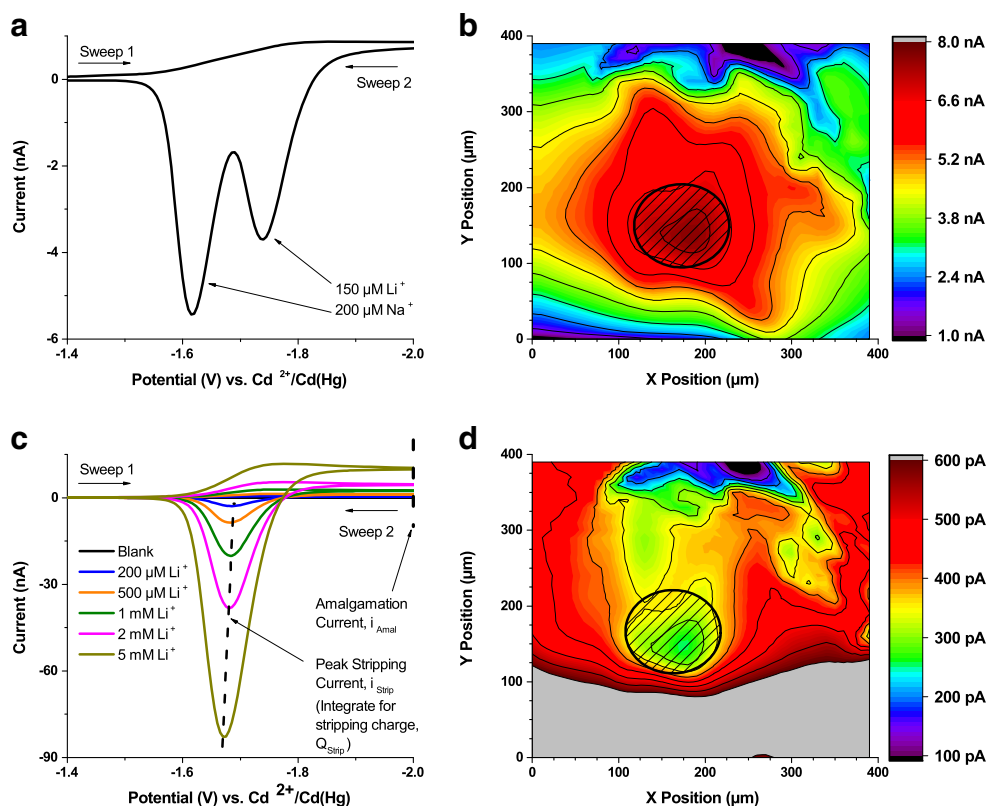 a
Sweep 1
Sweep 2
150 µM Li +
200 µM Na +
0
-2
-4
-6
Current (nA)
-1.4 -1.6 -1.8 -2.0
Potential (V) vs. Cd 2+/Cd(Hg)
b
400
300
200
100
0
Y Position (µm)
0 100 200 300 400
X Position (µm)
8.0 nA
6.6 nA
5.2 nA
3.8 nA
2.4 nA
1.0 nA
c
Sweep 1
Sweep 2
0
-30
-60
-90
Current (nA)
Blank
200 µM Li +
500 µM Li +
1 mM Li +
2 mM Li +
5 mM Li +
Amalgamation
Current, i Amal
Peak Stripping
Current, i Strip
(Integrate for
stripping charge,
Q Strip )
-1.4 -1.6 -1.8 -2.0
Potential (V) vs. Cd 2+/Cd(Hg)
d
400
300
200
100
0
Y Position (µm)
0 100 200 300 400
X Position (µm)
600 pA
500 pA
400 pA
300 pA
200 pA
100 pA